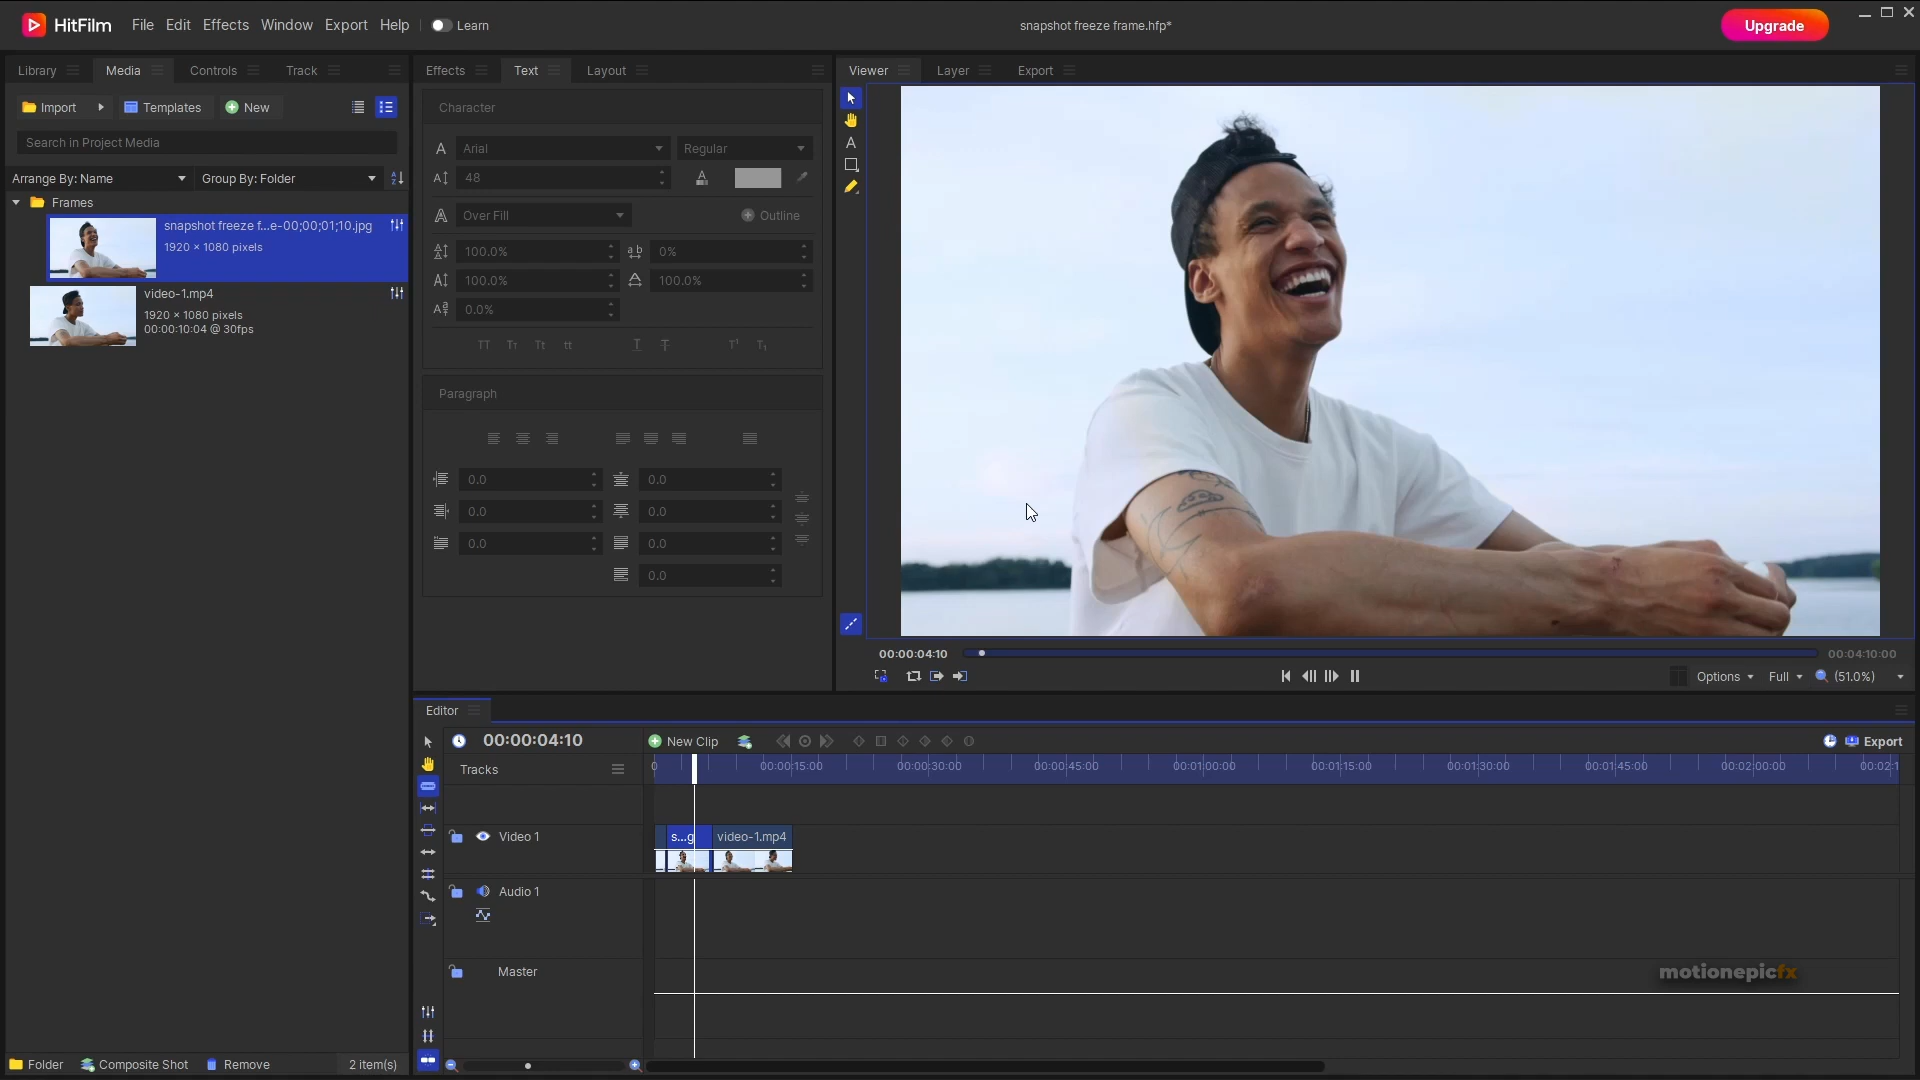 HitFilm File Edit Effects Window Export Help Learn snapshot freeze frame.hfp* Upgrade
Library Media Controls Track
Import Templates New
Search in Project Media
Arrange By: Name Group By: Folder
Frames
snapshot freeze f...e-00;00;01;10.jpg
1920 × 1080 pixels
video-1.mp4
1920 × 1080 pixels
00:00:10:04 @ 30fps
Folder Composite Shot Remove 2 item(s)
Effects Text Layout
Character
Arial Regular
48
Over Fill Outline
100.0% 0%
100.0% 100.0%
0.0%
TT Tт Tt tt T T T¹ T₁
Paragraph
0.0 0.0
0.0 0.0
0.0 0.0
0.0
Viewer Layer Export
00:00:04:10 00:04:10:00
Options Full (51.0%)
Editor
00:00:04:10 New Clip Export
Tracks 0 00:00:15:00 00:00:30:00 00:00:45:00 00:01:00:00 00:01:15:00 00:01:30:00 00:01:45:00 00:02:00:00 00:02:1
Video 1 s...g video-1.mp4
Audio 1
Master
motionepicfx